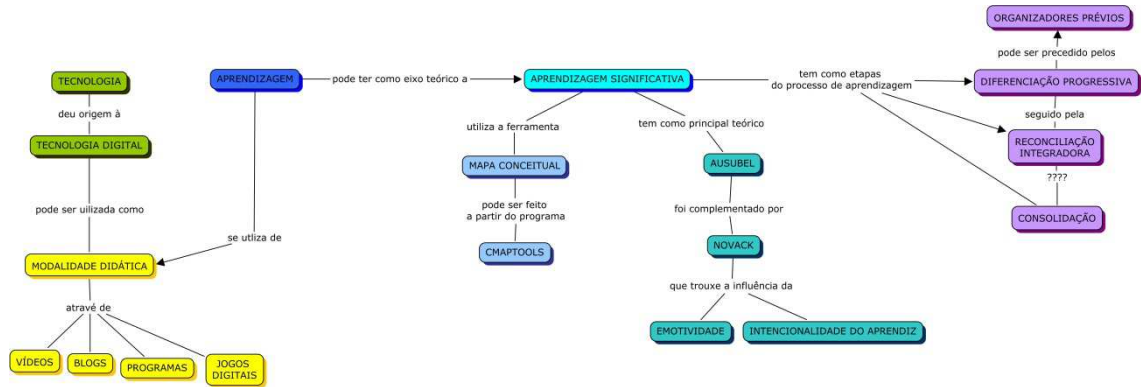 ORGANIZADORES PRÉVIOS
pode ser precedido pelos
TECNOLOGIA
APRENDIZAGEM
pode ter como eixo teórico a
APRENDIZAGEM SIGNIFICATIVA
tem como etapas
do processo de aprendizagem
DIFERENCIAÇÃO PROGRESSIVA
deu origem à
utiliza a ferramenta
tem como principal teórico
seguido pela
TECNOLOGIA DIGITAL
MAPA CONCEITUAL
AUSUBEL
RECONCILIAÇÃO
INTEGRADORA
????
pode ser uilizada como
pode ser feito
a partir do programa
foi complementado por
CONSOLIDAÇÃO
se utliza de
CMAPTOOLS
NOVACK
MODALIDADE DIDÁTICA
que trouxe a influência da
atravé de
EMOTIVIDADE
INTENCIONALIDADE DO APRENDIZ
VÍDEOS
BLOGS
PROGRAMAS
JOGOS
DIGITAIS